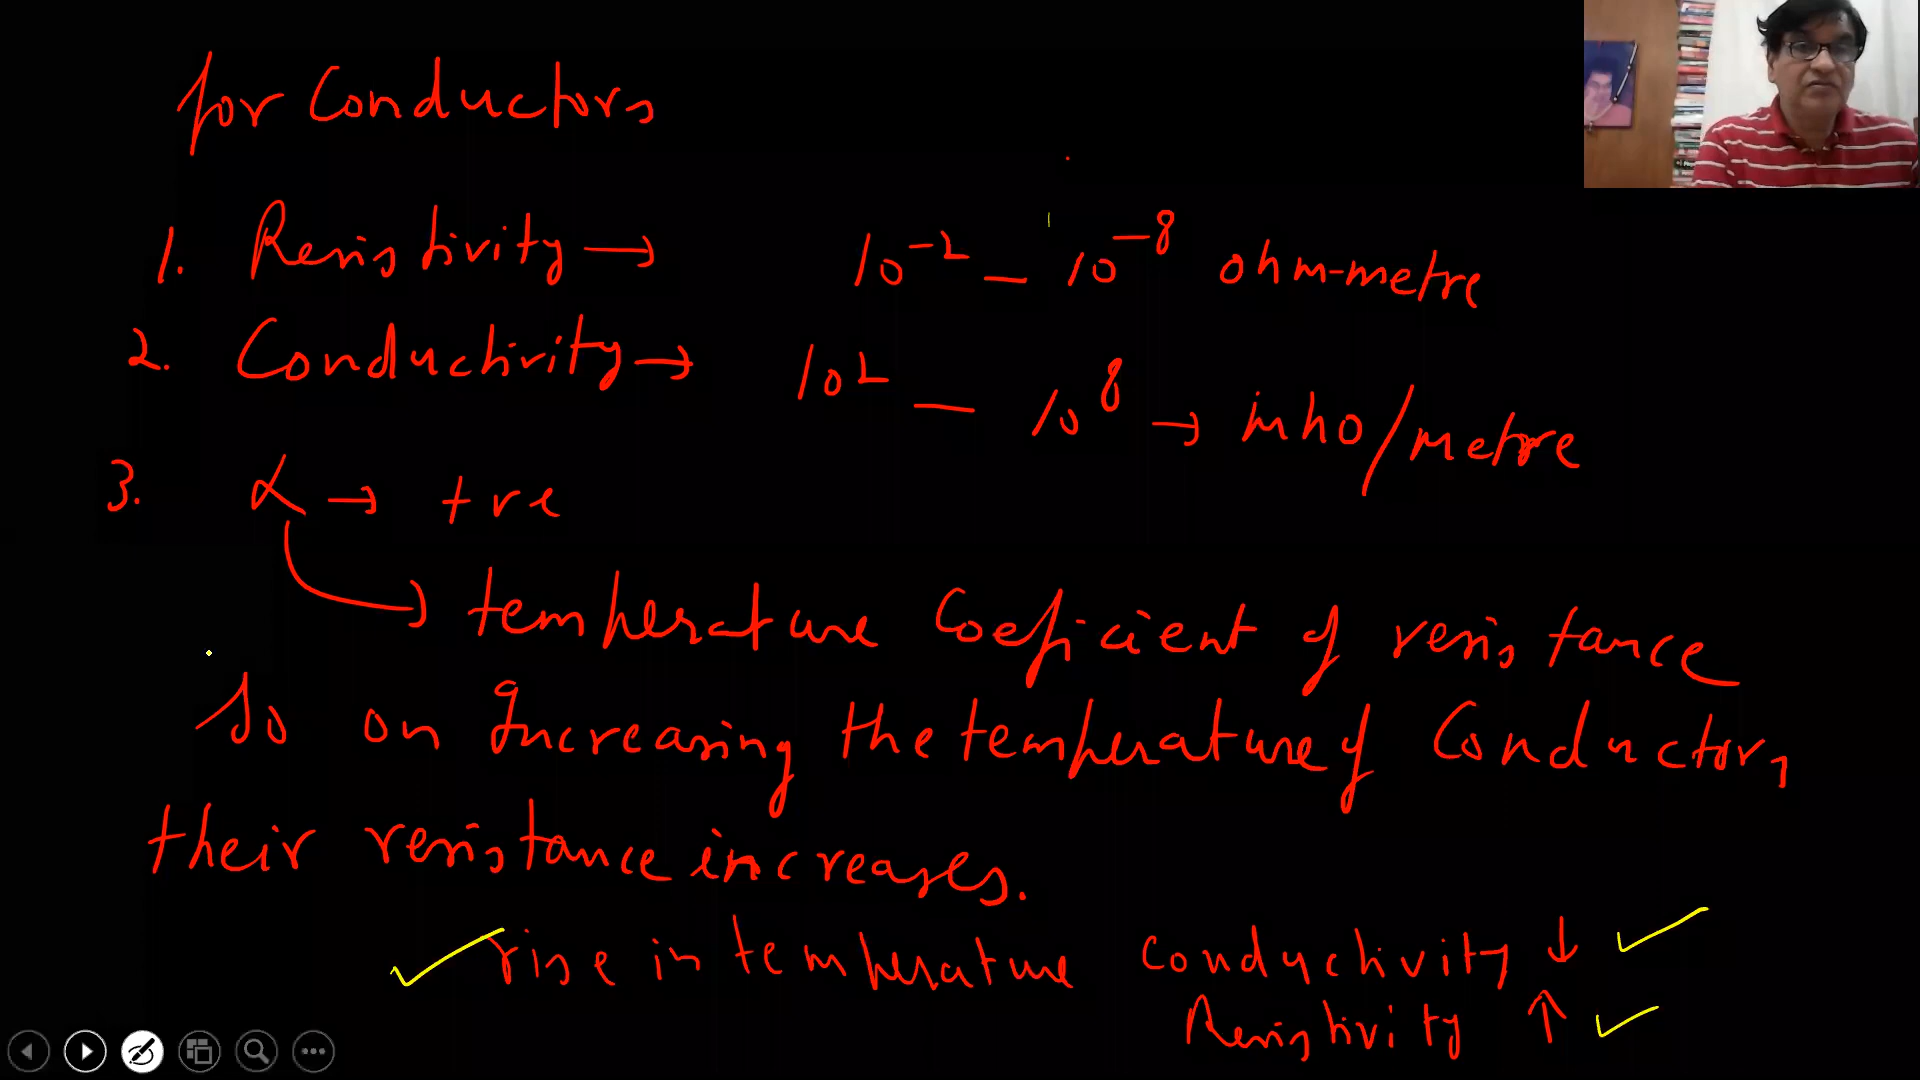 for Conductors
1. Resistivity → 10⁻² — 10⁻⁸ ohm-metre
2. Conductivity → 10² — 10⁸ → mho/metre
3. α → +ve
→ temperature Coefficient of resistance
So on Increasing the temperature of Conductors,
their resistance increases.
rise in temperature Conductivity ↓
Resistivity ↑